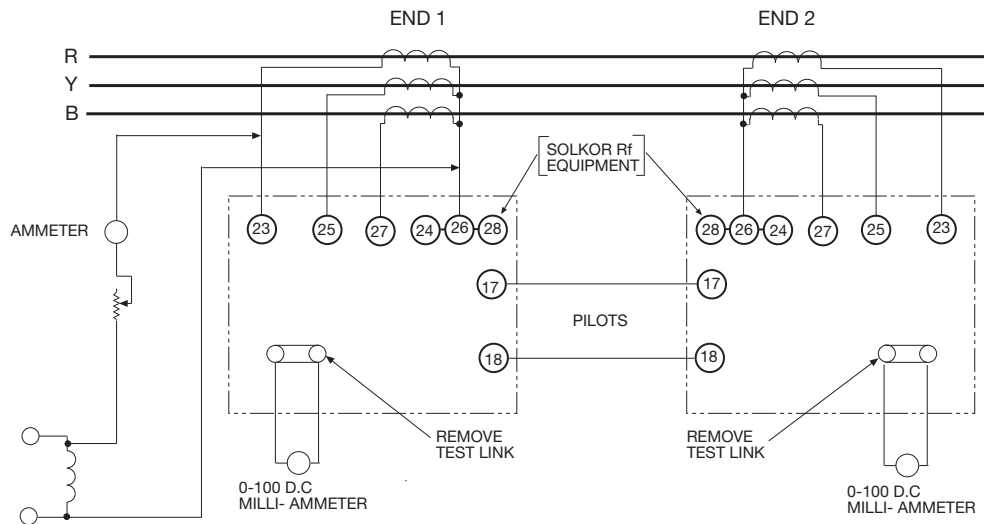 END 1
END 2
R
Y
B
SOLKOR Rf
EQUIPMENT
AMMETER
23
25
27
24
26
28
28
26
24
27
25
23
17
17
PILOTS
18
18
REMOVE
TEST LINK
REMOVE
TEST LINK
0-100 D.C
MILLI- AMMETER
0-100 D.C
MILLI- AMMETER